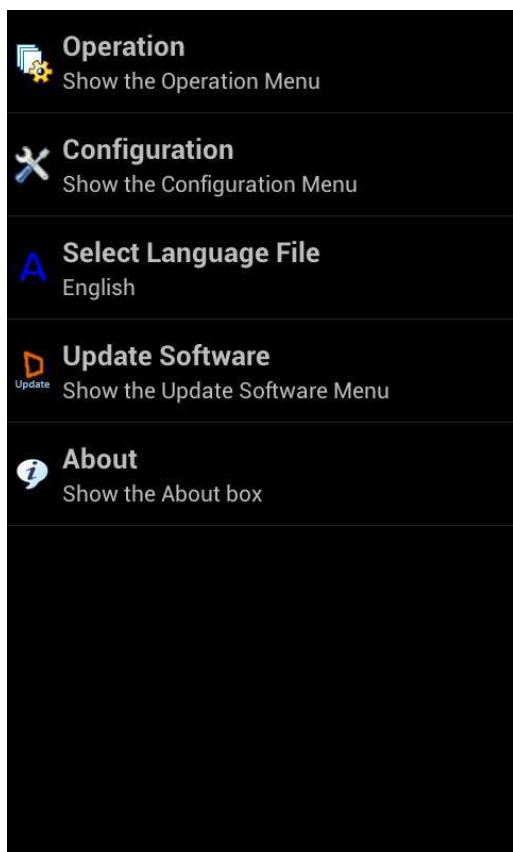 Operation
Show the Operation Menu
Configuration
Show the Configuration Menu
A
Select Language File
English
Update Software
Update
Show the Update Software Menu
i
About
Show the About box